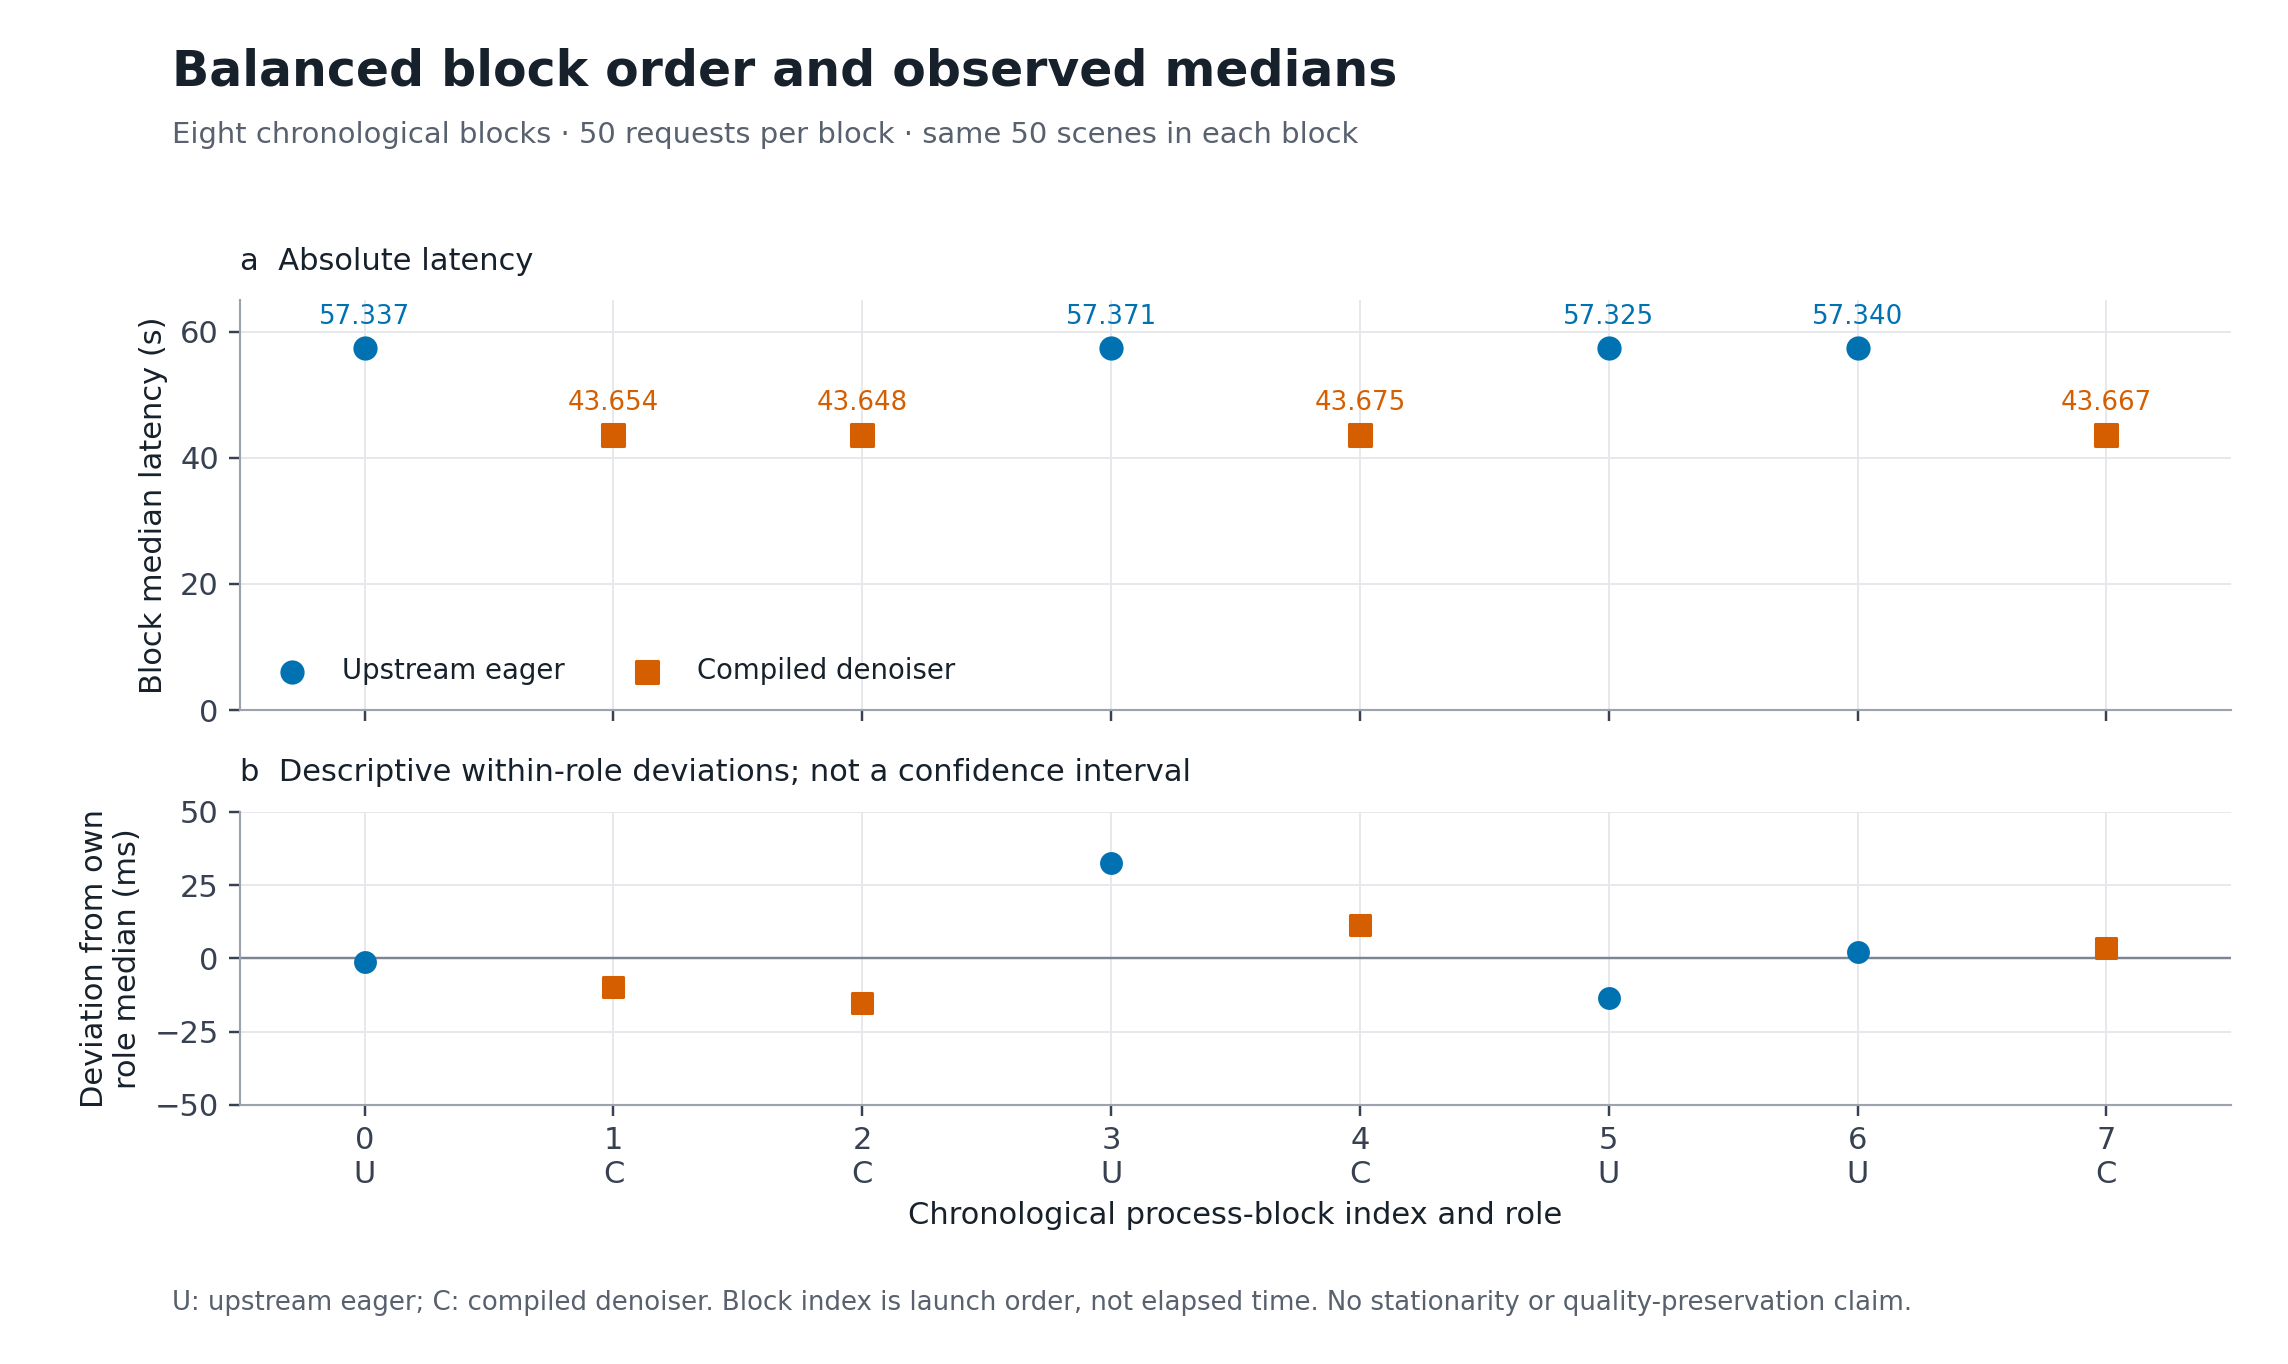 Balanced block order and observed medians
Eight chronological blocks · 50 requests per block · same 50 scenes in each block
a Absolute latency
Block median latency (s)
60
40
20
0
57.337
57.371
57.325
57.340
43.654
43.648
43.675
43.667
Upstream eager
Compiled denoiser
b Descriptive within-role deviations; not a confidence interval
Deviation from own
role median (ms)
50
25
0
−25
−50
0 1 2 3 4 5 6 7
U C C U C U U C
Chronological process-block index and role
U: upstream eager; C: compiled denoiser. Block index is launch order, not elapsed time. No stationarity or quality-preservation claim.